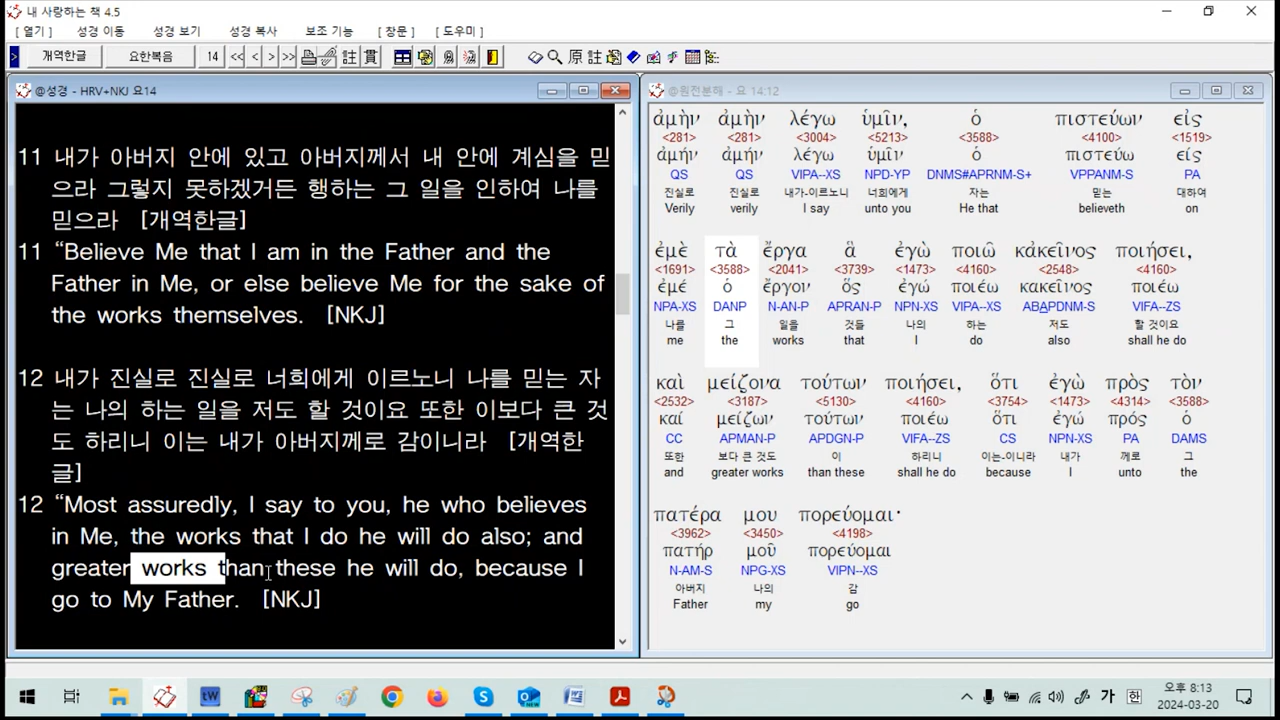 내 사랑하는 책 4.5
[ 열기 ] 성경 이동 성경 보기 성경 복사 보조 기능 [ 창문 ] [ 도우미 ]
개역한글 요한복음 14 << < > >> 註 貫 原 註
@성경 - HRV+NKJ 요14
11 내가 아버지 안에 있고 아버지께서 내 안에 계심을 믿
으라 그렇지 못하겠거든 행하는 그 일을 인하여 나를
믿으라 [개역한글]
11 “Believe Me that I am in the Father and the
Father in Me, or else believe Me for the sake of
the works themselves. [NKJ]
12 내가 진실로 진실로 너희에게 이르노니 나를 믿는 자
는 나의 하는 일을 저도 할 것이요 또한 이보다 큰 것
도 하리니 이는 내가 아버지께로 감이니라 [개역한
글]
12 “Most assuredly, I say to you, he who believes
in Me, the works that I do he will do also; and
greater works than these he will do, because I
go to My Father. [NKJ]
@원전분해 - 요 14:12
ἀμὴν ἀμὴν λέγω ὑμῖν, ὁ πιστεύων εἰς
<281> <281> <3004> <5213> <3588> <4100> <1519>
ἀμήν ἀμήν λέγω ὑμῖν ὁ πιστεύω εἰς
QS QS VIPA--XS NPD-YP DNMS#APRNM-S+ VPPANM-S PA
진실로 진실로 내가-이르노니 너희에게 자는 믿는 대하여
Verily verily I say unto you He that believeth on
ἐμὲ τὰ ἔργα ἃ ἐγὼ ποιῶ κἀκεῖνος ποιήσει,
<1691> <3588> <2041> <3739> <1473> <4160> <2548> <4160>
ἐμέ ὁ ἔργον ὅς ἐγώ ποιέω κακεῖνος ποιέω
NPA-XS DANP N-AN-P APRAN-P NPN-XS VIPA--XS ABAPDNM-S VIFA--ZS
나를 그 일을 것들 나의 하는 저도 할 것이요
me the works that I do also shall he do
καὶ μείζονα τούτων ποιήσει, ὅτι ἐγὼ πρὸς τὸν
<2532> <3187> <5130> <4160> <3754> <1473> <4314> <3588>
καί μείζων τούτων ποιέω ὅτι ἐγώ πρός ὁ
CC APMAN-P APDGN-P VIFA--ZS CS NPN-XS PA DAMS
또한 보다 큰 것도 이 하리니 이는-이니라 내가 께로 그
and greater works than these shall he do because I unto the
πατέρα μου πορεύομαι·
<3962> <3450> <4198>
πατήρ μοῦ πορεύομαι
N-AM-S NPG-XS VIPN--XS
아버지 나의 감
Father my go
가 한 오후 8:13
2024-03-20